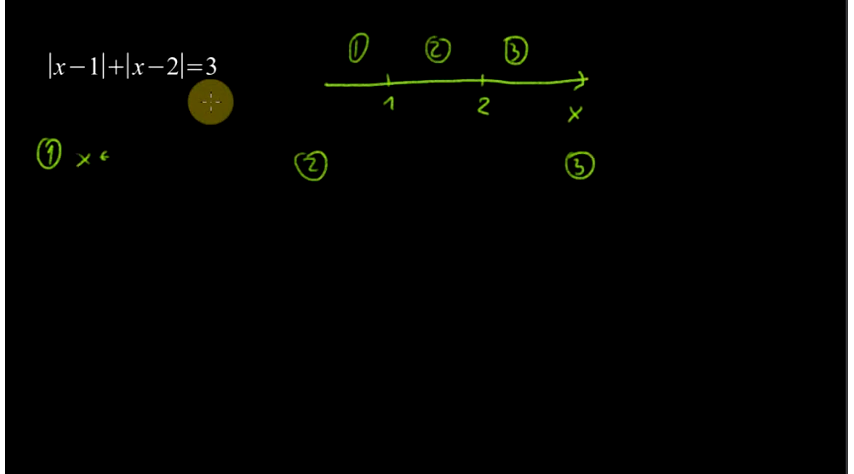 |x−1|+|x−2|=3
① ② ③
1 2 x
① x ② ③